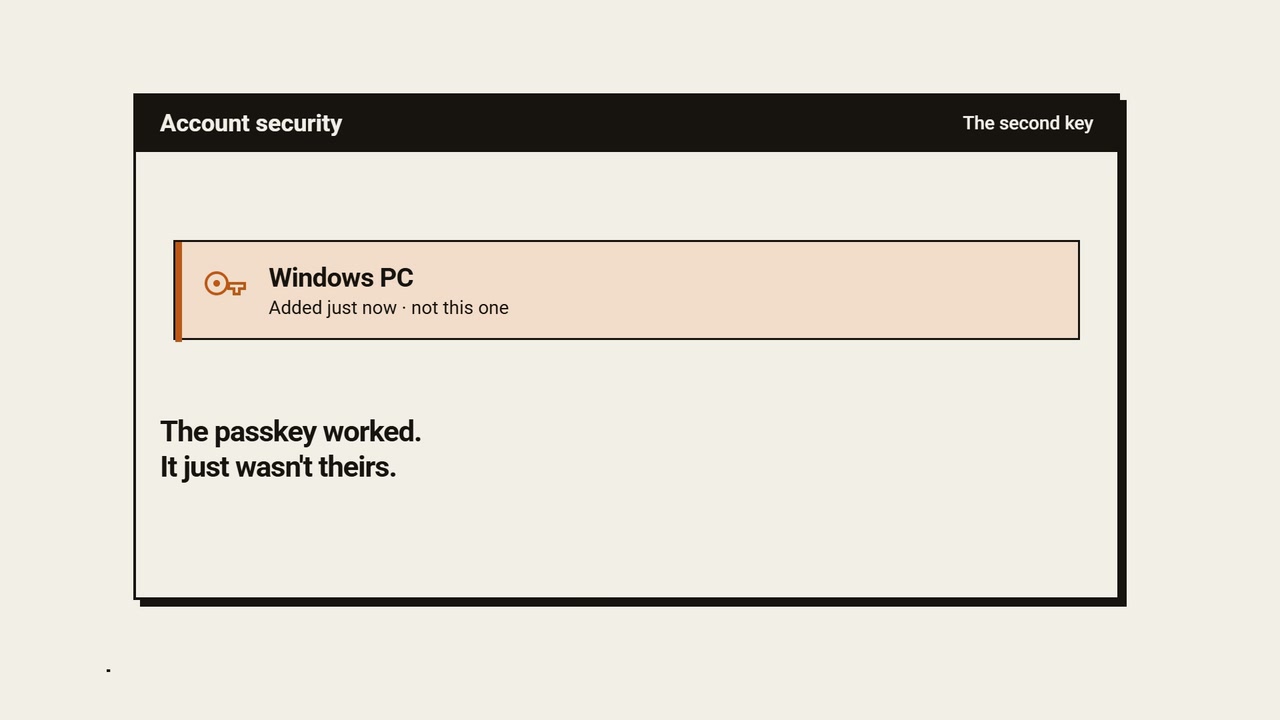 Account security
The second key
Windows PC
Added just now · not this one
The passkey worked.
It just wasn't theirs.